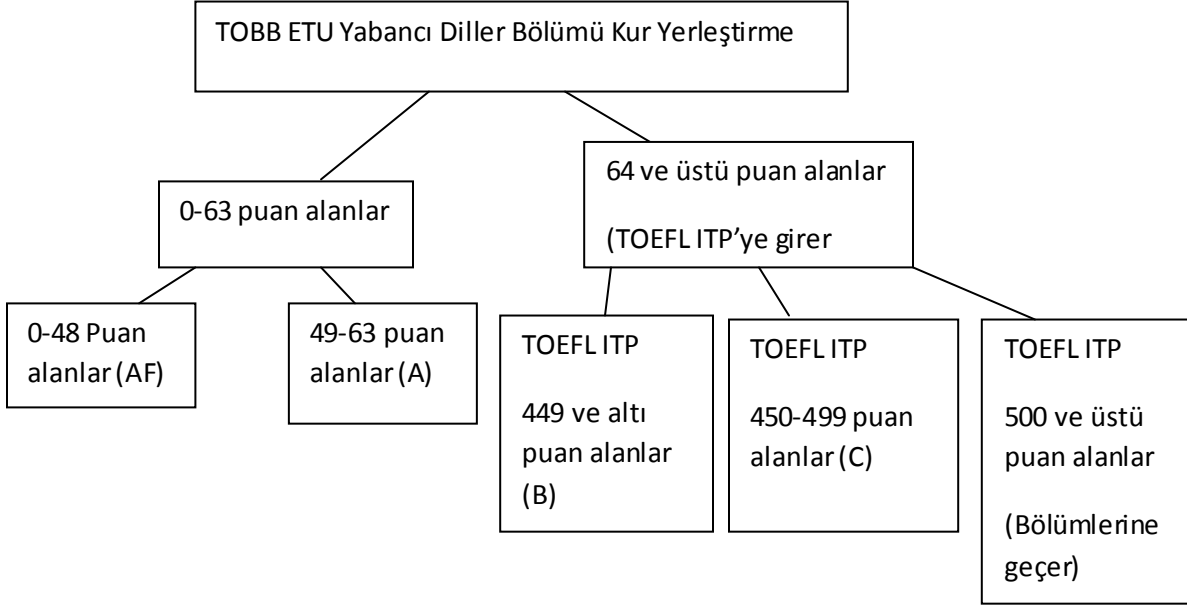 TOBB ETU Yabancı Diller Bölümü Kur Yerleştirme
0-63 puan alanlar
64 ve üstü puan alanlar
(TOEFL ITP’ye girer
0-48 Puan
alanlar (AF)
49-63 puan
alanlar (A)
TOEFL ITP
449 ve altı
puan alanlar
(B)
TOEFL ITP
450-499 puan
alanlar (C)
TOEFL ITP
500 ve üstü
puan alanlar
(Bölümlerine
geçer)